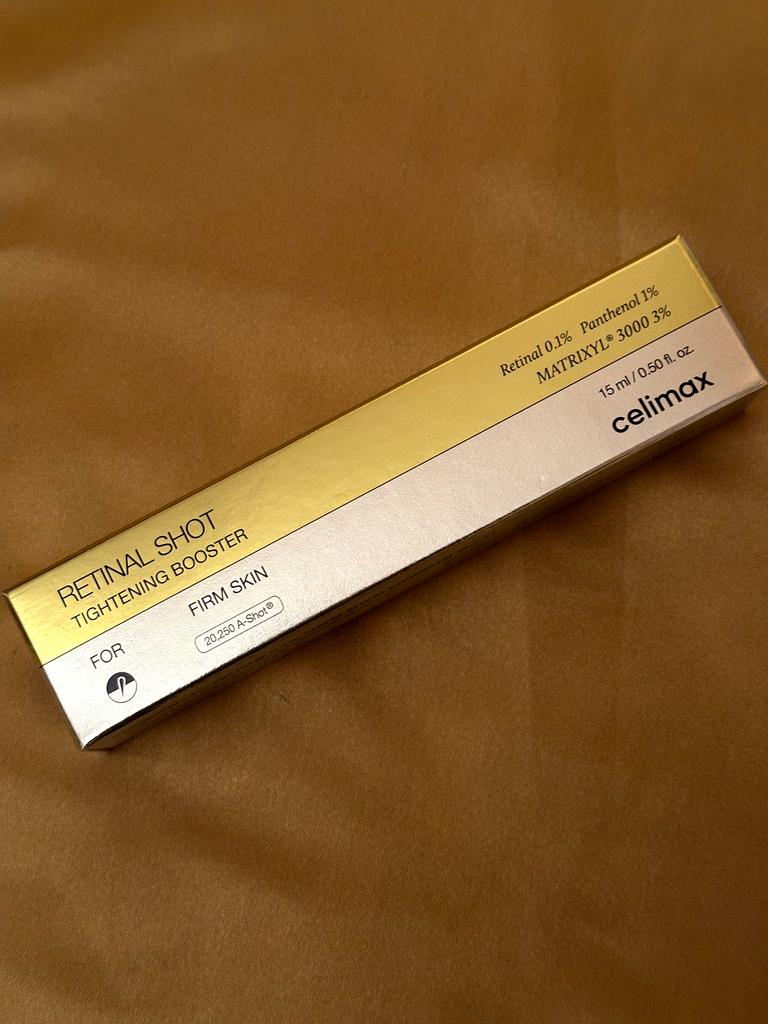 RETINAL SHOT
TIGHTENING BOOSTER
Retinal 0.1% Panthenol 1%
MATRIXYL® 3000 3%
FOR FIRM SKIN
20,250 A-Shot®
15 ml / 0.50 fl. oz.
celimax